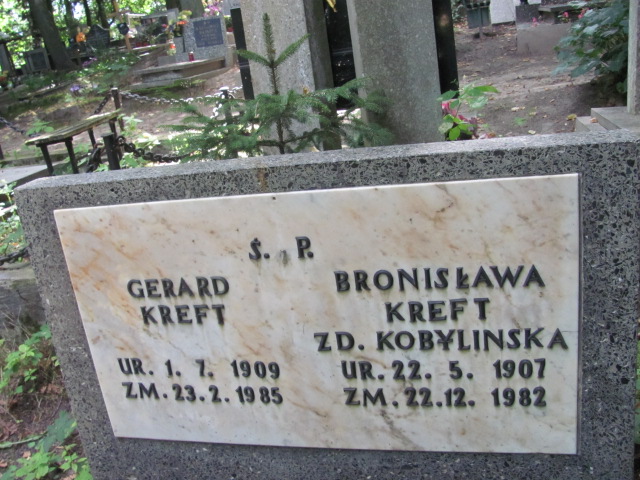 Ś. P.
GERARD
KREFT
UR. 1. 7. 1909
ZM. 23. 2. 1985
BRONISŁAWA
KREFT
ZD. KOBYLINSKA
UR. 22. 5. 1907
ZM. 22. 12. 1982